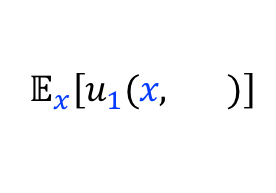 𝔼ₓ[u₁(x, )]